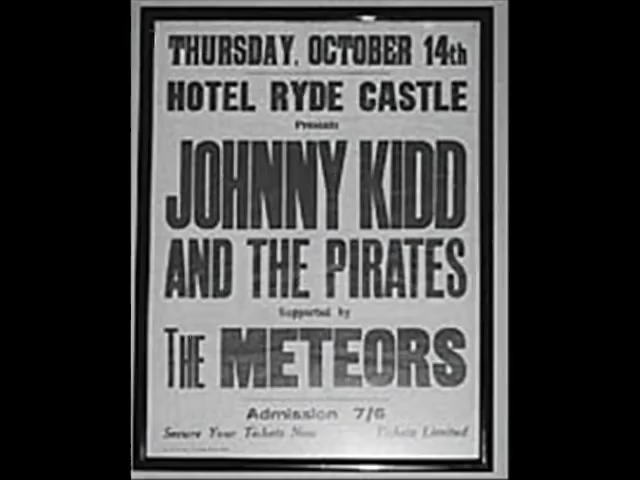 THURSDAY, OCTOBER 14th
HOTEL RYDE CASTLE
Presents
JOHNNY KIDD
AND THE PIRATES
Supported by
THE METEORS
Admission 7/6
Secure Your Tickets Now Tickets Limited